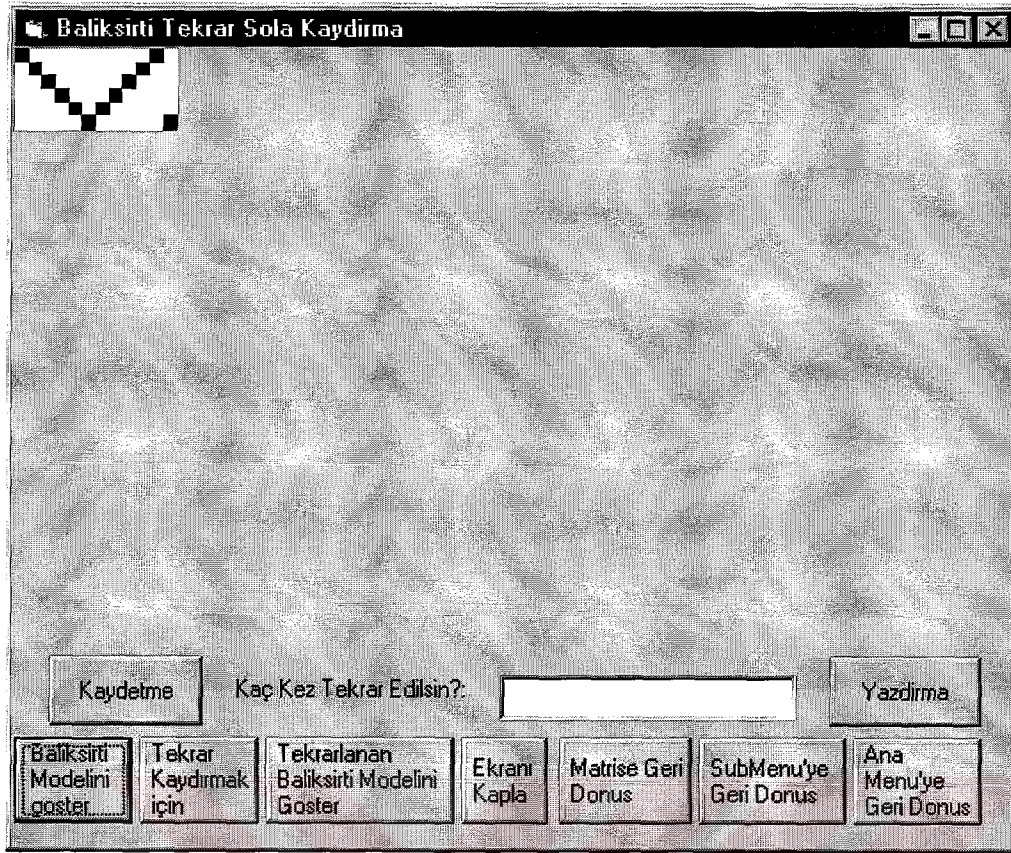 Baliksirti Tekrar Sola Kaydirma
Kaydetme
Kaç Kez Tekrar Edilsin?:
Yazdirma
Baliksirti
Modelini
goster
Tekrar
Kaydırmak
için
Tekrarlanan
Baliksirti Modelini
Goster
Ekranı
Kapla
Matrise Geri
Donus
SubMenu'ye
Geri Donus
Ana
Menu'ye
Geri Donus